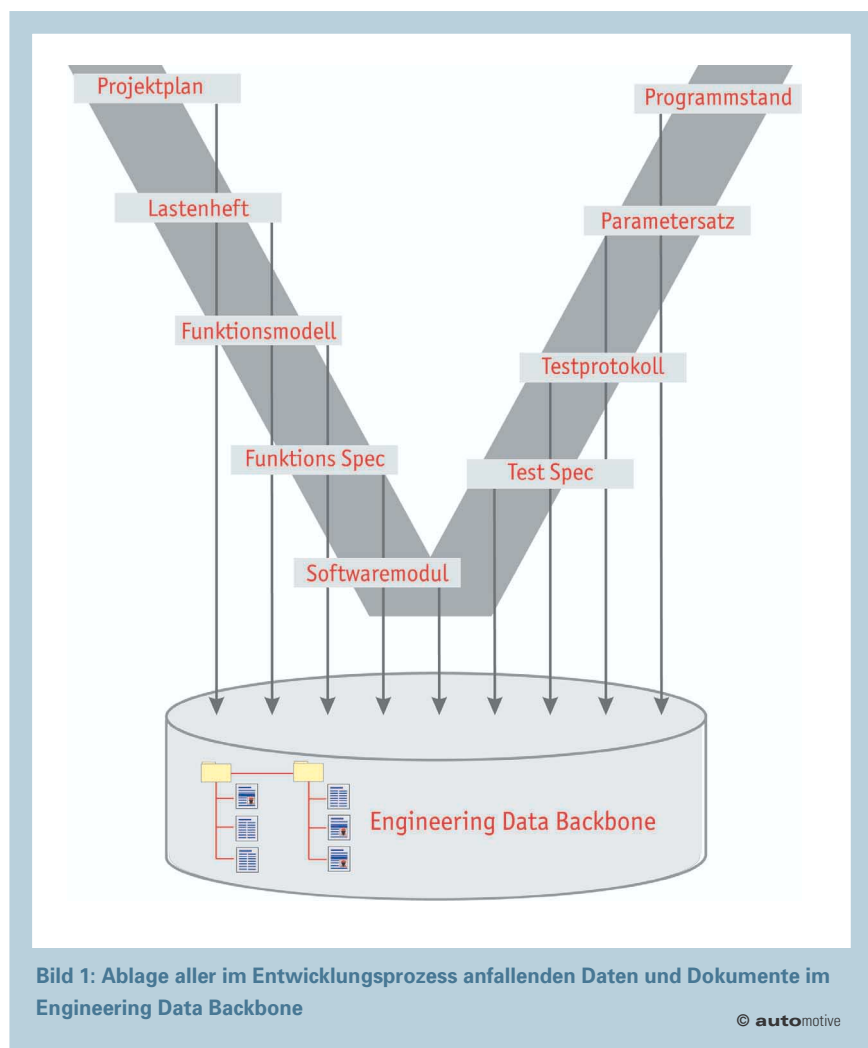 Projektplan
Programmstand
Lastenheft
Parametersatz
Funktionsmodell
Testprotokoll
Funktions Spec
Test Spec
Softwaremodul
Engineering Data Backbone
Bild 1: Ablage aller im Entwicklungsprozess anfallenden Daten und Dokumente im
Engineering Data Backbone
© automotive